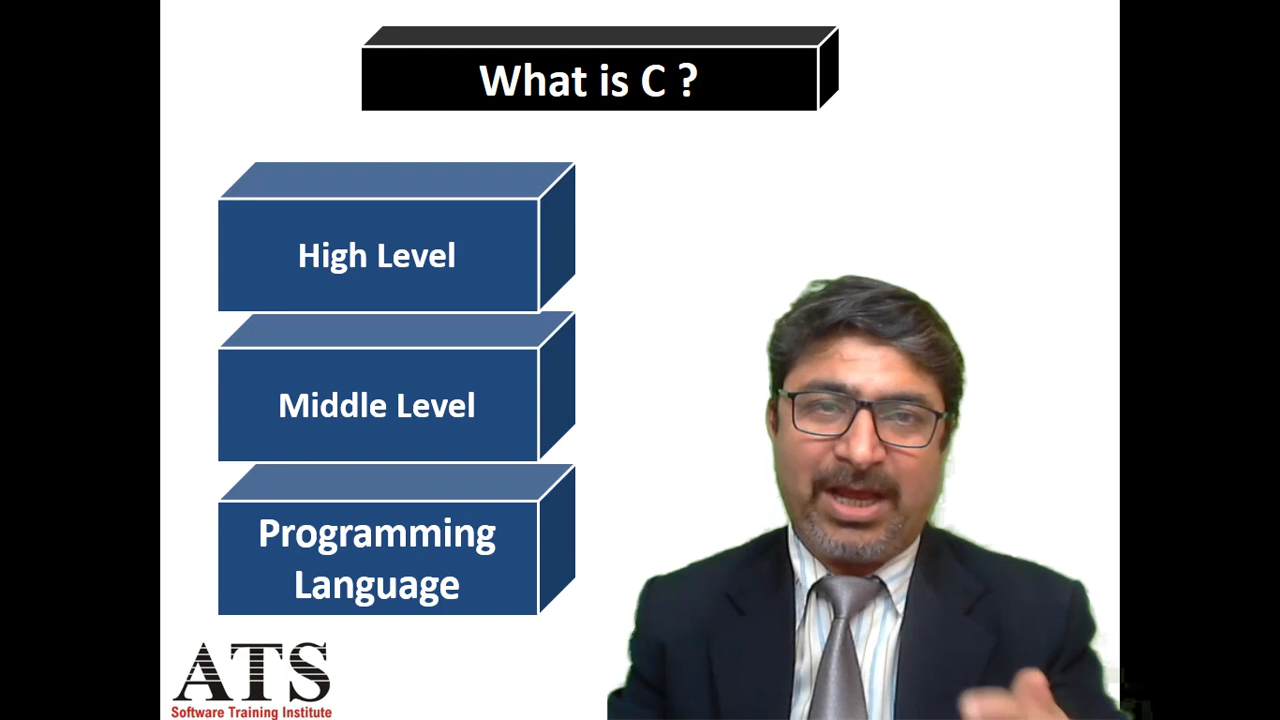 What is C ?
High Level
Middle Level
Programming
Language
ATS
Software Training Institute